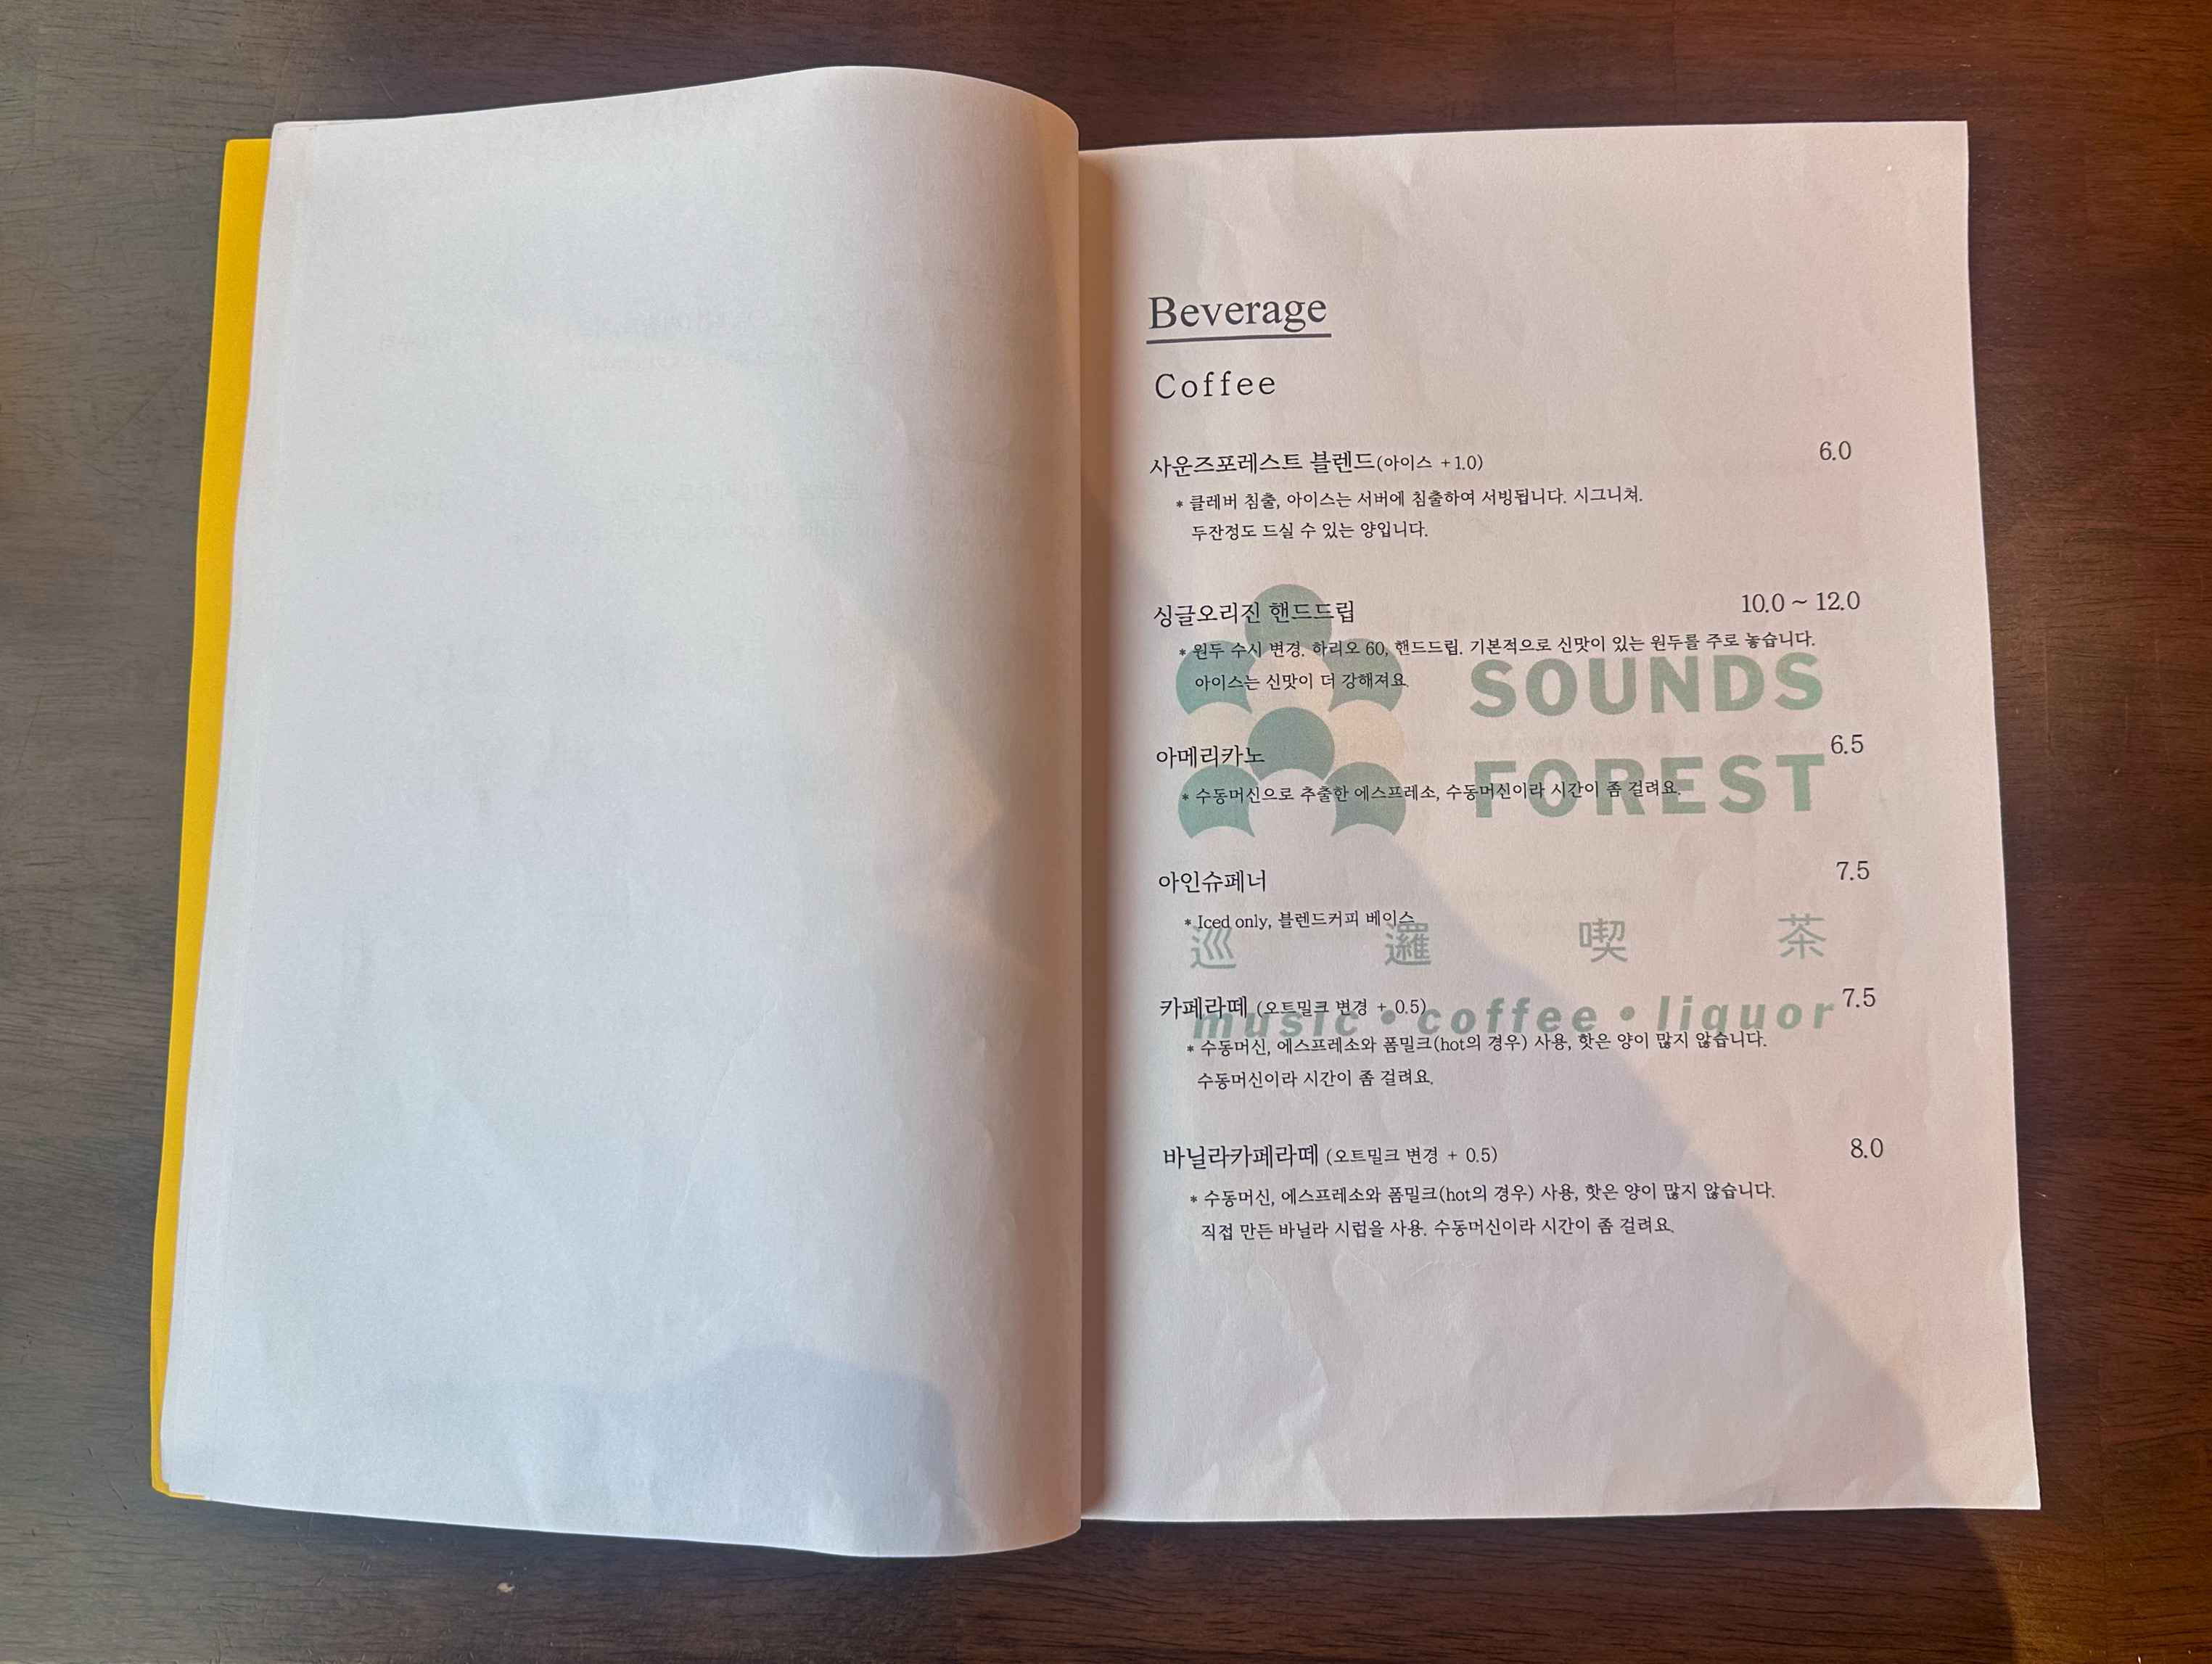 Beverage
Coffee
사운즈포레스트 블렌드(아이스 +1.0) 6.0
* 클레버 침출, 아이스는 서버에 침출하여 서빙됩니다. 시그니쳐.
두잔정도 드실 수 있는 양입니다.
싱글오리진 핸드드립 10.0 ~ 12.0
* 원두 수시 변경. 하리오 60, 핸드드립. 기본적으로 신맛이 있는 원두를 주로 놓습니다.
아이스는 신맛이 더 강해져요.
SOUNDS
아메리카노 6.5
FOREST
* 수동머신으로 추출한 에스프레소, 수동머신이라 시간이 좀 걸려요.
아인슈페너 7.5
* Iced only, 블렌드커피 베이스
巡邏喫茶
카페라떼 (오트밀크 변경 + 0.5) 7.5
music • coffee • liquor
* 수동머신, 에스프레소와 폼밀크(hot의 경우) 사용, 핫은 양이 많지 않습니다.
수동머신이라 시간이 좀 걸려요.
바닐라카페라떼 (오트밀크 변경 + 0.5) 8.0
* 수동머신, 에스프레소와 폼밀크(hot의 경우) 사용, 핫은 양이 많지 않습니다.
직접 만든 바닐라 시럽을 사용. 수동머신이라 시간이 좀 걸려요.